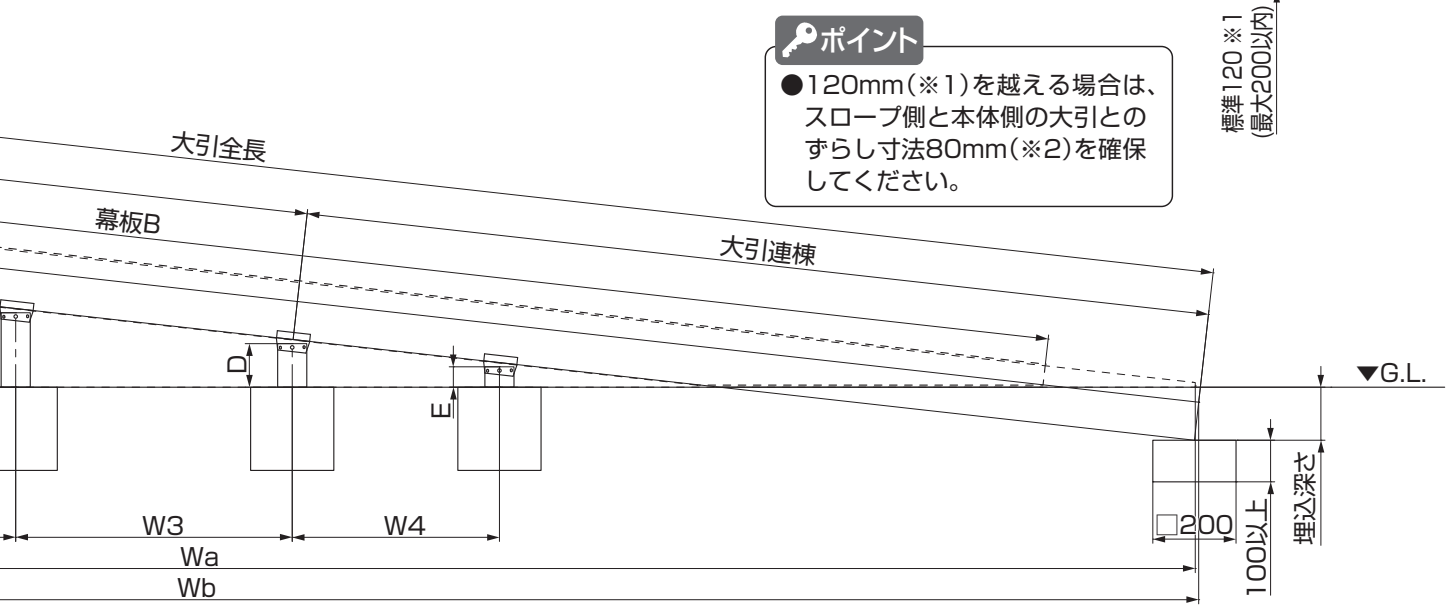 標準120 ※1
(最大200以内)
ポイント
●120mm(※1)を越える場合は、
スロープ側と本体側の大引との
ずらし寸法80mm(※2)を確保
してください。
大引全長
幕板B
大引連棟
D
E
▼G.L.
W3
W4
□200
100以上
埋込深さ
Wa
Wb